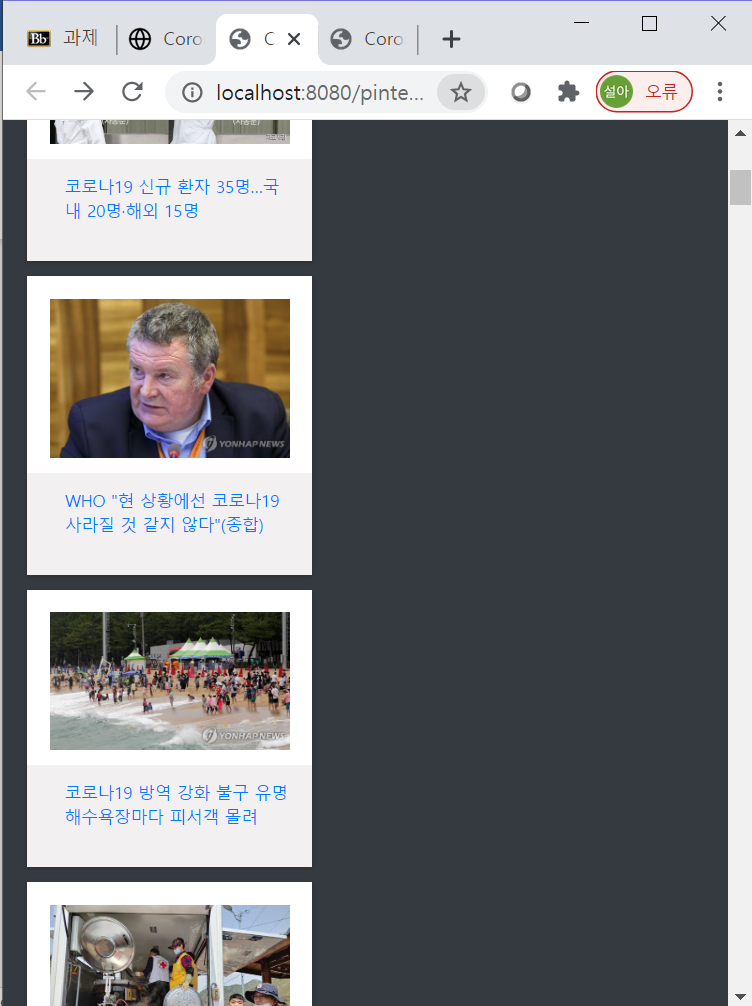 Bb 과제
Coro
C
Coro
localhost:8080/pinte...
설아 오류
코로나19 신규 환자 35명...국
내 20명·해외 15명
YONHAPNEWS
WHO "현 상황에선 코로나19
사라질 것 같지 않다"(종합)
YONHAPNEWS
코로나19 방역 강화 불구 유명
해수욕장마다 피서객 몰려